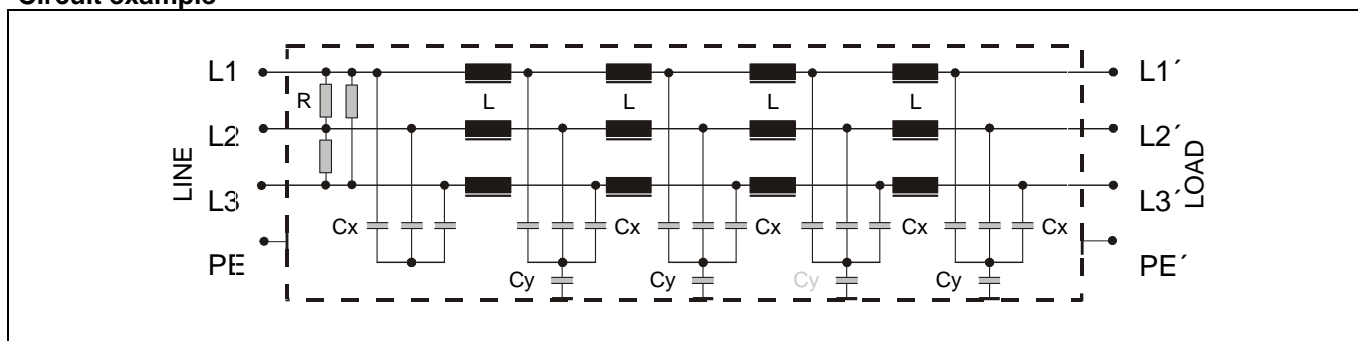 Circuit example
L1
L1´
R
L
L
L
L
L2
L2´
LINE
LOAD
L3
L3´
Cx
Cx
Cx
Cx
Cx
PE
PE´
Cy
Cy
Cy
Cy